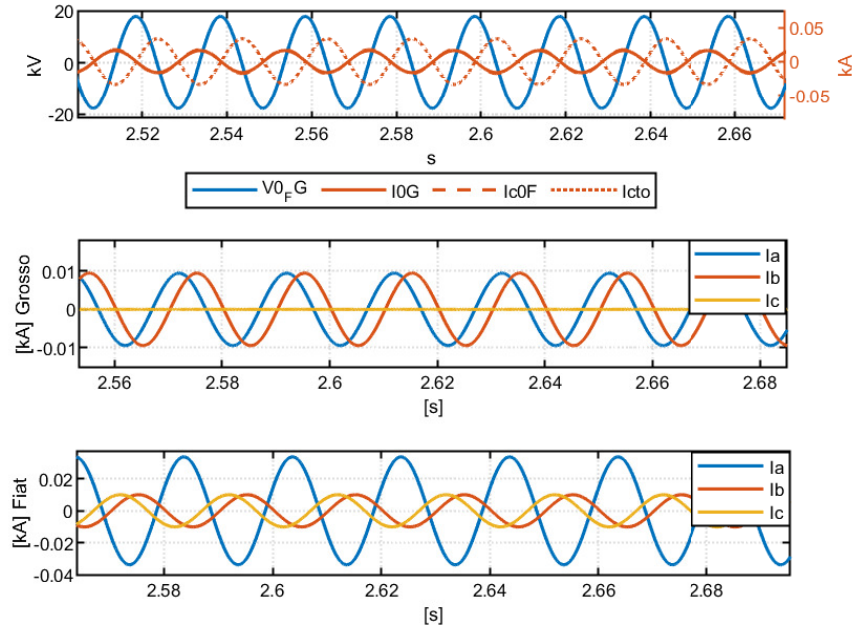 20
0
-20
kV
0.05
0
-0.05
kA
2.52 2.54 2.56 2.58 2.6 2.62 2.64 2.66
s
V0FG I0G Ic0F Icto
0.01
0
-0.01
[kA] Grosso
Ia
Ib
Ic
2.56 2.58 2.6 2.62 2.64 2.66 2.68
[s]
0.02
0
-0.02
-0.04
[kA] Fiat
Ia
Ib
Ic
2.58 2.6 2.62 2.64 2.66 2.68
[s]